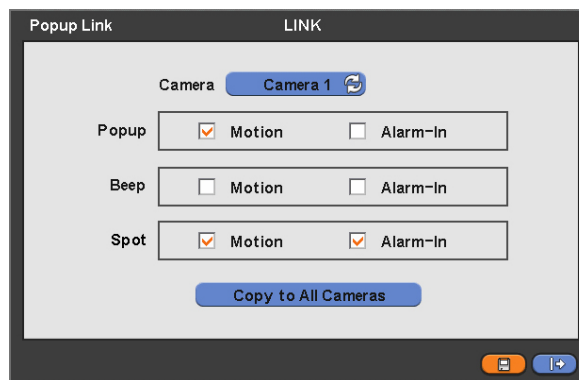 Popup Link LINK
Camera Camera 1
Popup Motion Alarm-In
Beep Motion Alarm-In
Spot Motion Alarm-In
Copy to All Cameras